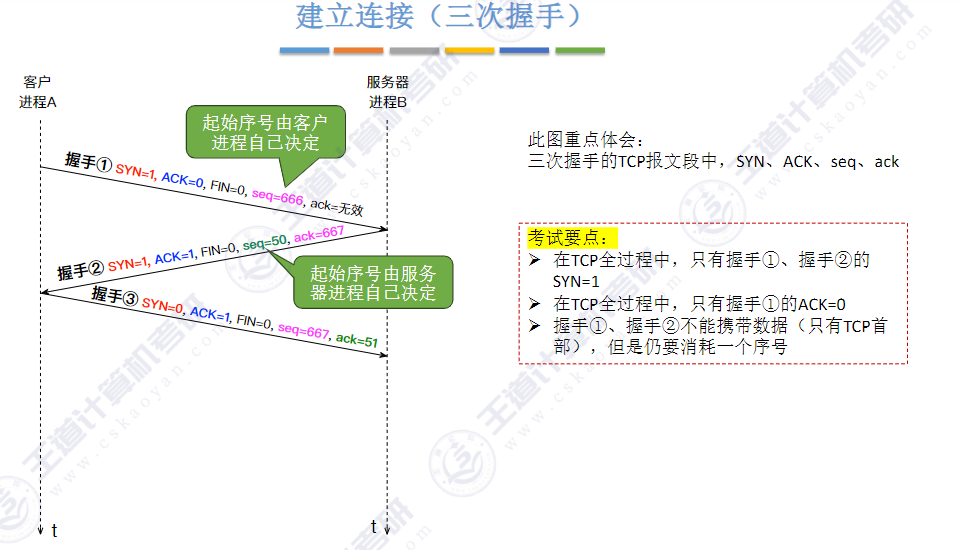 建立连接（三次握手）
客户
进程A
服务器
进程B
起始序号由客户
进程自己决定
握手① SYN=1, ACK=0, FIN=0, seq=666, ack=无效
握手② SYN=1, ACK=1, FIN=0, seq=50, ack=667
起始序号由服务
器进程自己决定
握手③ SYN=0, ACK=1, FIN=0, seq=667, ack=51
t
t
此图重点体会：
三次握手的TCP报文段中，SYN、ACK、seq、ack
考试要点：
➢ 在TCP全过程中，只有握手①、握手②的
SYN=1
➢ 在TCP全过程中，只有握手①的ACK=0
➢ 握手①、握手②不能携带数据（只有TCP首
部），但是仍要消耗一个序号
王道计算机考研
www.cskaoyan.com